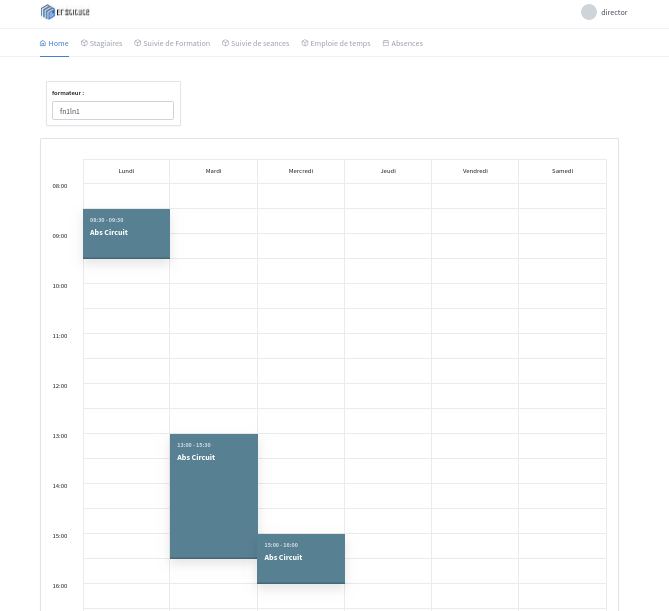 director
Home
Stagiaires
Suivie de Formation
Suivie de seances
Emploie de temps
Absences
formateur :
fn1ln1
Lundi
Mardi
Mercredi
Jeudi
Vendredi
Samedi
08:00
08:30 - 09:30
Abs Circuit
09:00
10:00
11:00
12:00
13:00
13:00 - 15:30
Abs Circuit
14:00
15:00
15:00 - 16:00
Abs Circuit
16:00